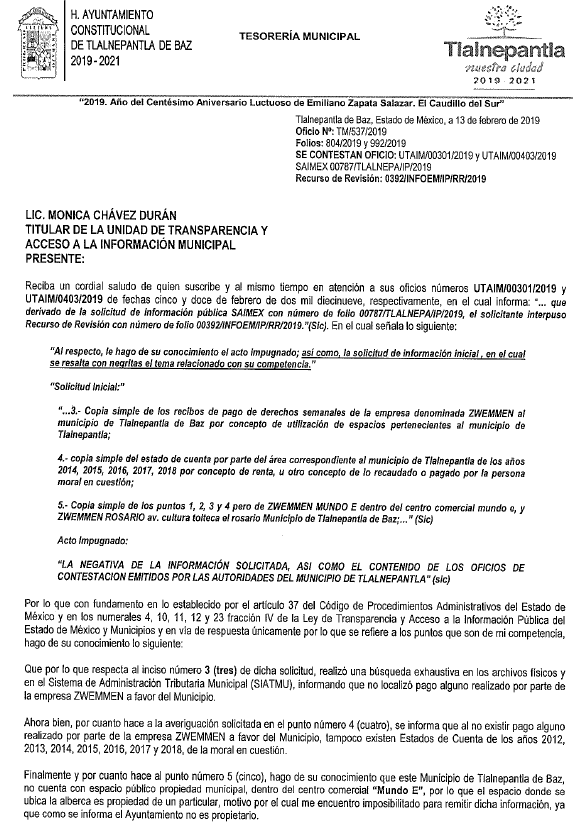 H. AYUNTAMIENTO
CONSTITUCIONAL
DE TLALNEPANTLA DE BAZ
2019 - 2021
TESORERÍA MUNICIPAL
Tlalnepantla
nuestra ciudad
2019 - 2021
"2019. Año del Centésimo Aniversario Luctuoso de Emiliano Zapata Salazar. El Caudillo del Sur"
Tlalnepantla de Baz, Estado de México, a 13 de febrero de 2019
Oficio Nº: TM/537/2019
Folios: 804/2019 y 992/2019
SE CONTESTAN OFICIO: UTAIM/00301/2019 y UTAIM/00403/2019
SAIMEX 00787/TLALNEPA/IP/2019
Recurso de Revisión: 0392/INFOEM/IP/RR/2019
LIC. MONICA CHÁVEZ DURÁN
TITULAR DE LA UNIDAD DE TRANSPARENCIA Y
ACCESO A LA INFORMACIÓN MUNICIPAL
PRESENTE:
Reciba un cordial saludo de quien suscribe y al mismo tiempo en atención a sus oficios números UTAIM/00301/2019 y
UTAIM/0403/2019 de fechas cinco y doce de febrero de dos mil diecinueve, respectivamente, en el cual informa: "... que
derivado de la solicitud de información pública SAIMEX con número de folio 00787/TLALNEPA/IP/2019, el solicitante interpuso
Recurso de Revisión con número de folio 00392/INFOEM/IP/RR/2019."(Sic). En el cual señala lo siguiente:
"Al respecto, le hago de su conocimiento el acto Impugnado; así como, la solicitud de información inicial , en el cual
se resalta con negritas el tema relacionado con su competencia."
"Solicitud Inicial:"
"...3.- Copia simple de los recibos de pago de derechos semanales de la empresa denominada ZWEMMEN al
municipio de Tlalnepantla de Baz por concepto de utilización de espacios pertenecientes al municipio de
Tlalnepantla;
4.- copia simple del estado de cuenta por parte del área correspondiente al municipio de Tlalnepantla de los años
2014, 2015, 2016, 2017, 2018 por concepto de renta, u otro concepto de lo recaudado o pagado por la persona
moral en cuestión;
5.- Copia simple de los puntos 1, 2, 3 y 4 pero de ZWEMMEN MUNDO E dentro del centro comercial mundo e, y
ZWEMMEN ROSARIO av. cultura tolteca el rosario Municipio de Tlalnepantla de Baz;..." (Sic)
Acto Impugnado:
"LA NEGATIVA DE LA INFORMACIÓN SOLICITADA, ASI COMO EL CONTENIDO DE LOS OFICIOS DE
CONTESTACION EMITIDOS POR LAS AUTORIDADES DEL MUNICIPIO DE TLALNEPANTLA" (sic)
Por lo que con fundamento en lo establecido por el artículo 37 del Código de Procedimientos Administrativos del Estado de
México y en los numerales 4, 10, 11, 12 y 23 fracción IV de la Ley de Transparencia y Acceso a la Información Pública del
Estado de México y Municipios y en vía de respuesta únicamente por lo que se refiere a los puntos que son de mi competencia,
hago de su conocimiento lo siguiente:
Que por lo que respecta al inciso número 3 (tres) de dicha solicitud, realizó una búsqueda exhaustiva en los archivos físicos y
en el Sistema de Administración Tributaria Municipal (SIATMU), informando que no localizó pago alguno realizado por parte de
la empresa ZWEMMEN a favor del Municipio.
Ahora bien, por cuanto hace a la averiguación solicitada en el punto número 4 (cuatro), se informa que al no existir pago alguno
realizado por parte de la empresa ZWEMMEN a favor del Municipio, tampoco existen Estados de Cuenta de los años 2012,
2013, 2014, 2015, 2016, 2017 y 2018, de la moral en cuestión.
Finalmente y por cuanto hace al punto número 5 (cinco), hago de su conocimiento que este Municipio de Tlalnepantla de Baz,
no cuenta con espacio público propiedad municipal, dentro del centro comercial "Mundo E", por lo que el espacio donde se
ubica la alberca es propiedad de un particular, motivo por el cual me encuentro imposibilitado para remitir dicha información, ya
que como se informa el Ayuntamiento no es propietario.